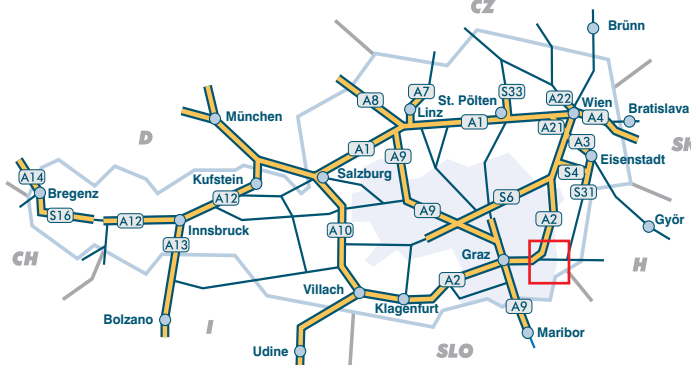 CZ
Brünn
A7
A8
S33
St. Pölten
A22
Wien
Linz
Bratislava
A1
A21
A4
München
D
A3
SK
A1
A9
Eisenstadt
A14
Kufstein
Salzburg
S4
Bregenz
A12
S6
S31
S16
A12
A9
A2
Györ
Innsbruck
A10
A13
Graz
CH
H
Villach
A2
Klagenfurt
A9
Bolzano
I
Maribor
Udine
SLO